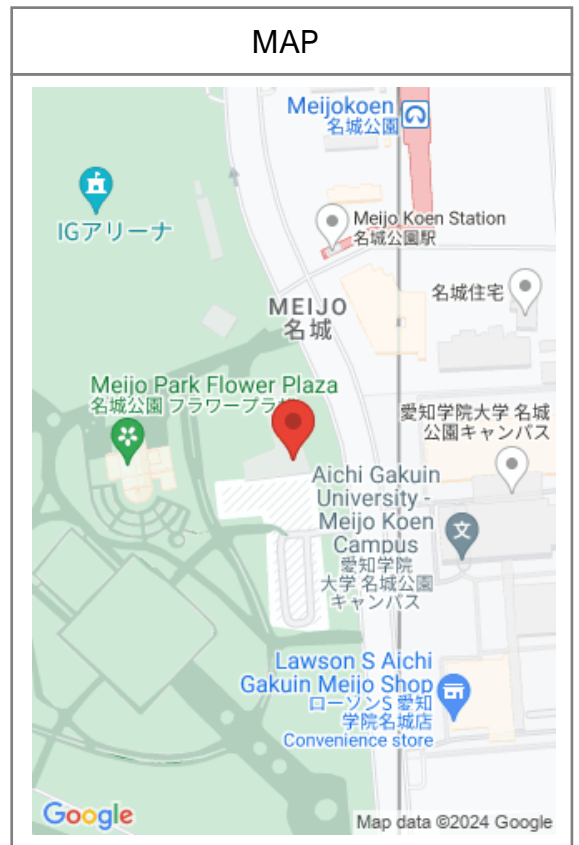 MAP
Meijokoen
名城公園
Meijo Koen Station
名城公園駅
IGアリーナ
名城住宅
MEIJO
名城
Meijo Park Flower Plaza
名城公園 フラワープラ
愛知学院大学 名城
公園キャンパス
Aichi Gakuin
University -
Meijo Koen
Campus
愛知学院
大学 名城公園
キャンパス
文
Lawson S Aichi
Gakuin Meijo Shop
ローソンS 愛知
学院名城店
Convenience store
Google
Map data ©2024 Google